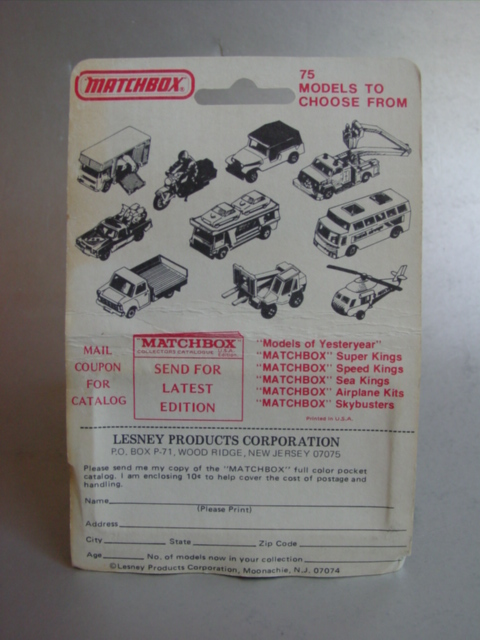 MATCHBOX®
75
MODELS TO
CHOOSE FROM
MAIL
COUPON
FOR
CATALOG
MATCHBOX
COLLECTORS CATALOGUE U.S.A. Edition
SEND FOR
LATEST
EDITION
"Models of Yesteryear"
"MATCHBOX" Super Kings
"MATCHBOX" Speed Kings
"MATCHBOX" Sea Kings
"MATCHBOX" Airplane Kits
"MATCHBOX" Skybusters
Printed in U.S.A.
LESNEY PRODUCTS CORPORATION
P.O. BOX P-71, WOOD RIDGE, NEW JERSEY 07075
Please send me my copy of the "MATCHBOX" full color pocket
catalog. I am enclosing 10¢ to help cover the cost of postage and
handling.
Name
(Please Print)
Address
City State Zip Code
Age No. of models now in your collection
©Lesney Products Corporation, Moonachie, N.J. 07074